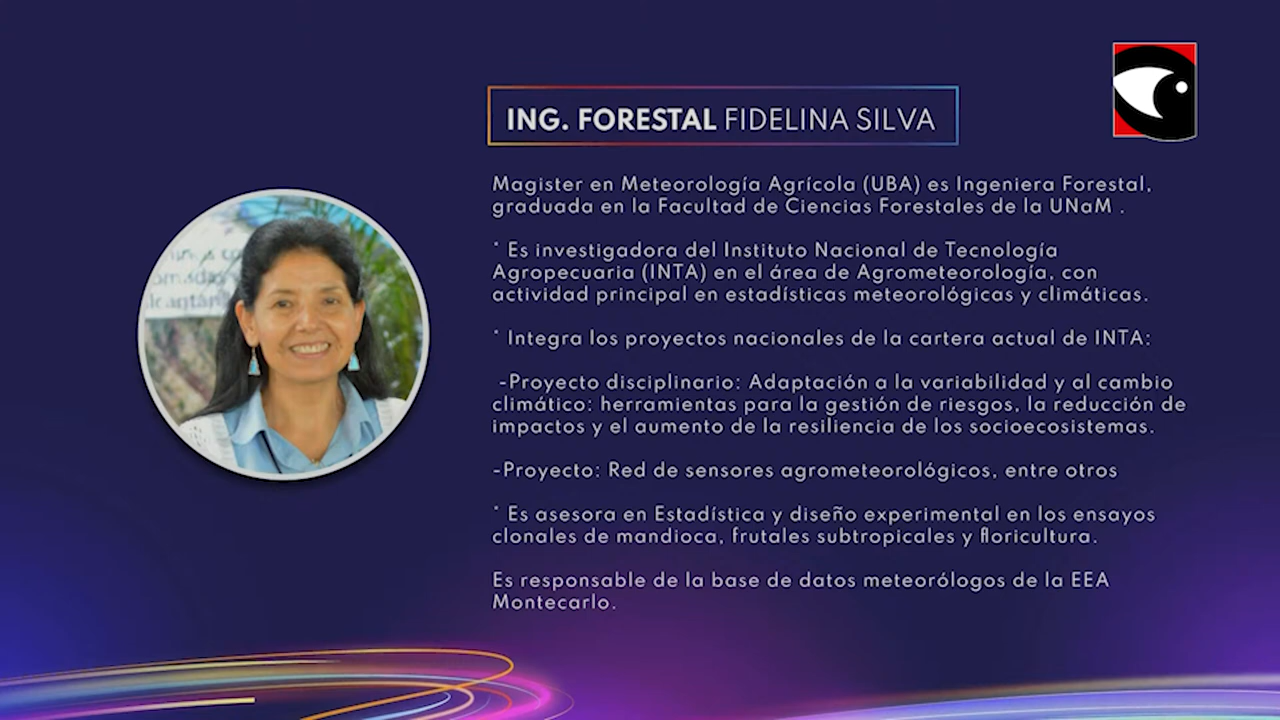 ING. FORESTAL FIDELINA SILVA
Magister en Meteorología Agrícola (UBA) es Ingeniera Forestal,
graduada en la Facultad de Ciencias Forestales de la UNaM .
* Es investigadora del Instituto Nacional de Tecnología
Agropecuaria (INTA) en el área de Agrometeorología, con
actividad principal en estadísticas meteorológicas y climáticas.
* Integra los proyectos nacionales de la cartera actual de INTA:
-Proyecto disciplinario: Adaptación a la variabilidad y al cambio
climático: herramientas para la gestión de riesgos, la reducción de
impactos y el aumento de la resiliencia de los socioecosistemas.
-Proyecto: Red de sensores agrometeorológicos, entre otros
* Es asesora en Estadística y diseño experimental en los ensayos
clonales de mandioca, frutales subtropicales y floricultura.
Es responsable de la base de datos meteorólogos de la EEA
Montecarlo.